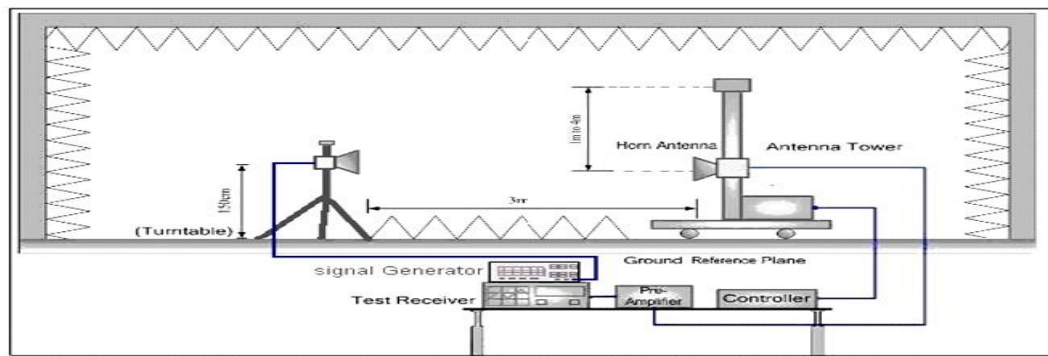 1m to 4m
Horn Antenna
Antenna Tower
150cm
3m
(Turntable)
Ground Reference Plane
signal Generator
Test Receiver
Pre-
Amplifier
Controller